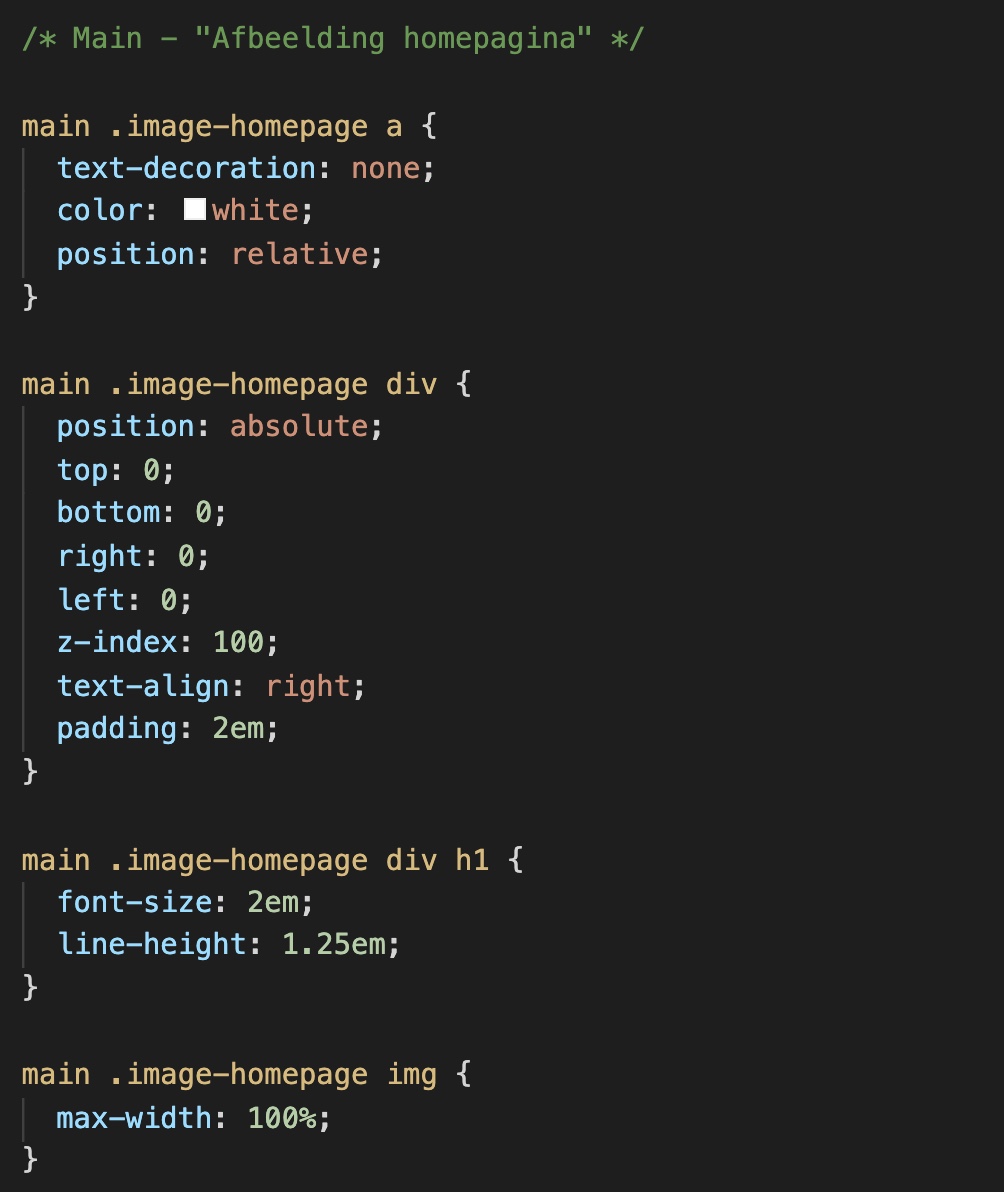 /* Main - "Afbeelding homepagina" */
main .image-homepage a {
text-decoration: none;
color: white;
position: relative;
}
main .image-homepage div {
position: absolute;
top: 0;
bottom: 0;
right: 0;
left: 0;
z-index: 100;
text-align: right;
padding: 2em;
}
main .image-homepage div h1 {
font-size: 2em;
line-height: 1.25em;
}
main .image-homepage img {
max-width: 100%;
}